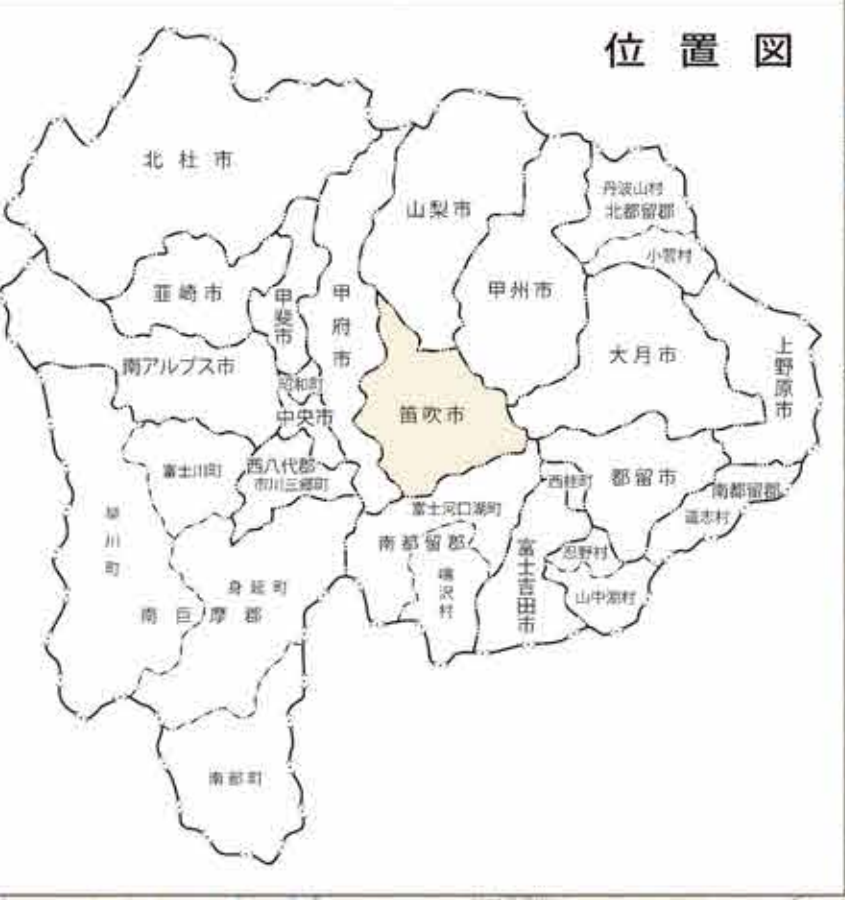 位置図
北杜市
山梨市
丹波山村
北都留郡
小菅村
韮崎市
甲斐市
甲府市
甲州市
大月市
上野原市
南アルプス市
昭和町
中央市
笛吹市
富士川町
西八代郡
市川三郷町
西桂町
都留市
南都留郡
道志村
富士河口湖町
早川町
南都留郡
鳴沢村
富士吉田市
忍野村
山中湖村
身延町
南巨摩郡
南部町